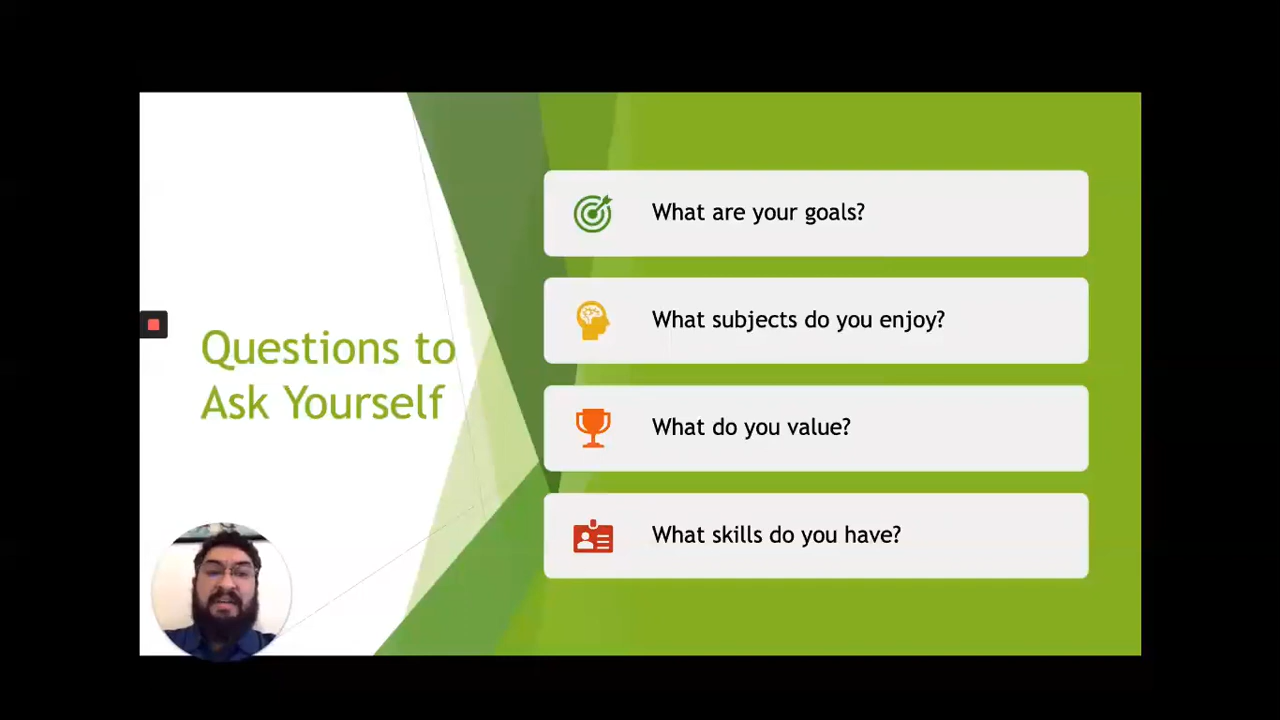 Questions to
Ask Yourself
What are your goals?
What subjects do you enjoy?
What do you value?
What skills do you have?